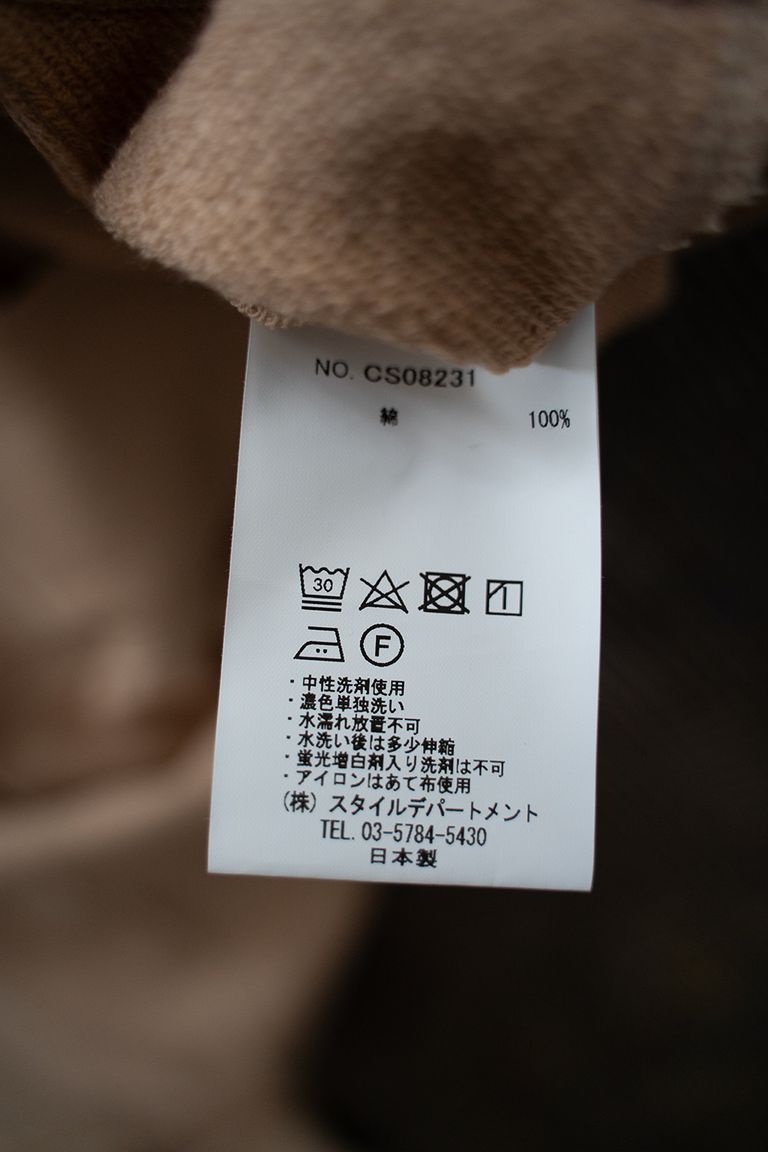 NO. CS08231
綿 100%
30
F
・中性洗剤使用
・濃色単独洗い
・水濡れ放置不可
・水洗い後は多少伸縮
・蛍光増白剤入り洗剤は不可
・アイロンはあて布使用
(株) スタイルデパートメント
TEL. 03-5784-5430
日本製